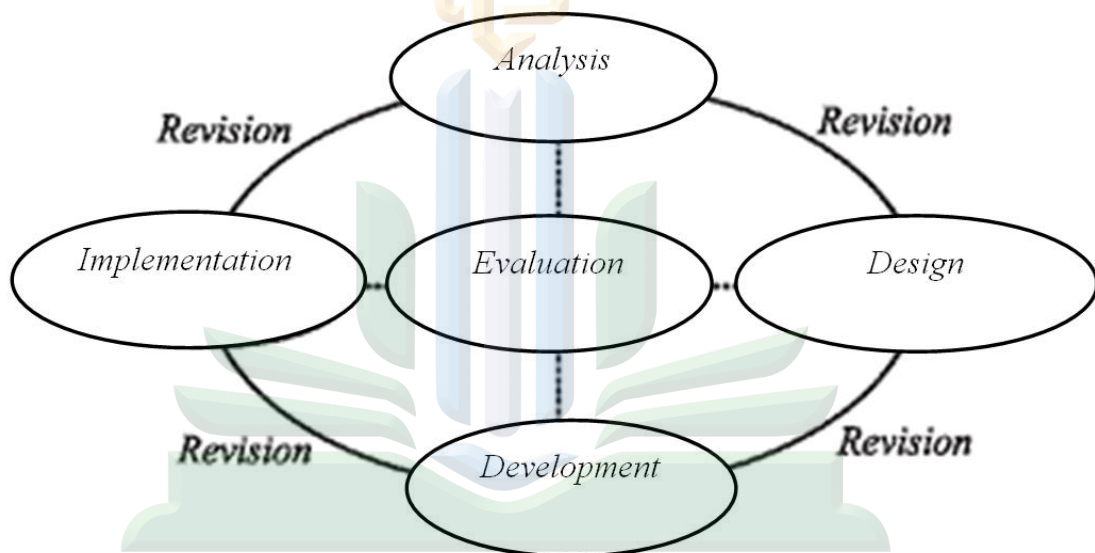 Analysis
Revision
Revision
Implementation
Evaluation
Design
Revision
Development
Revision